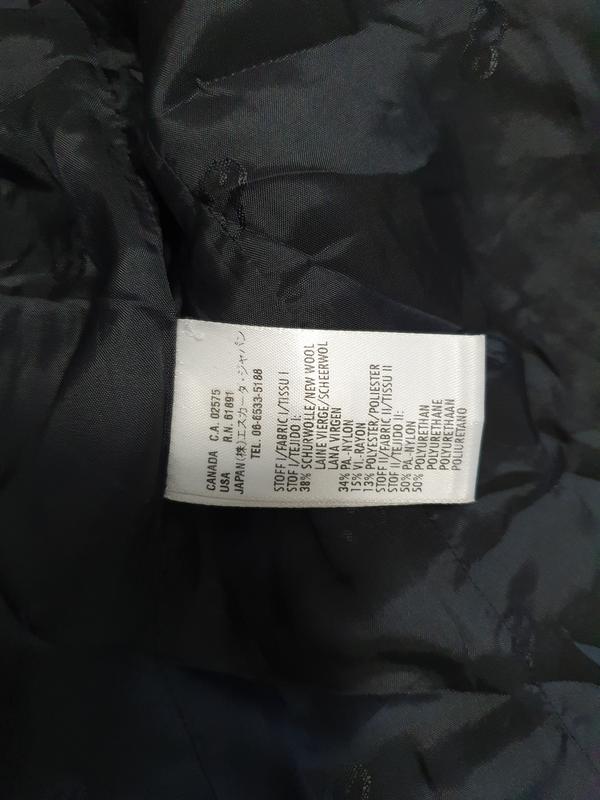 CANADA C.A. 02575
USA R.N. 61891
JAPAN(株)エスカーダ・ジャパン
TEL. 06-6533-5188
STOFF I/FABRIC I/TISSU I
STOF I/TEJIDO I:
38% SCHURWOLLE/NEW WOOL
LAINE VIERGE/SCHEERWOL
LANA VIRGEN
34% PA.-NYLON
15% VI.-RAYON
13% POLYESTER/POLIESTER
STOFF II/FABRIC II/TISSU II
STOF II/TEJIDO II:
50% PA.-NYLON
50% POLYURETHAN
POLYURETHANE
POLYURETHAAN
POLIURETANO